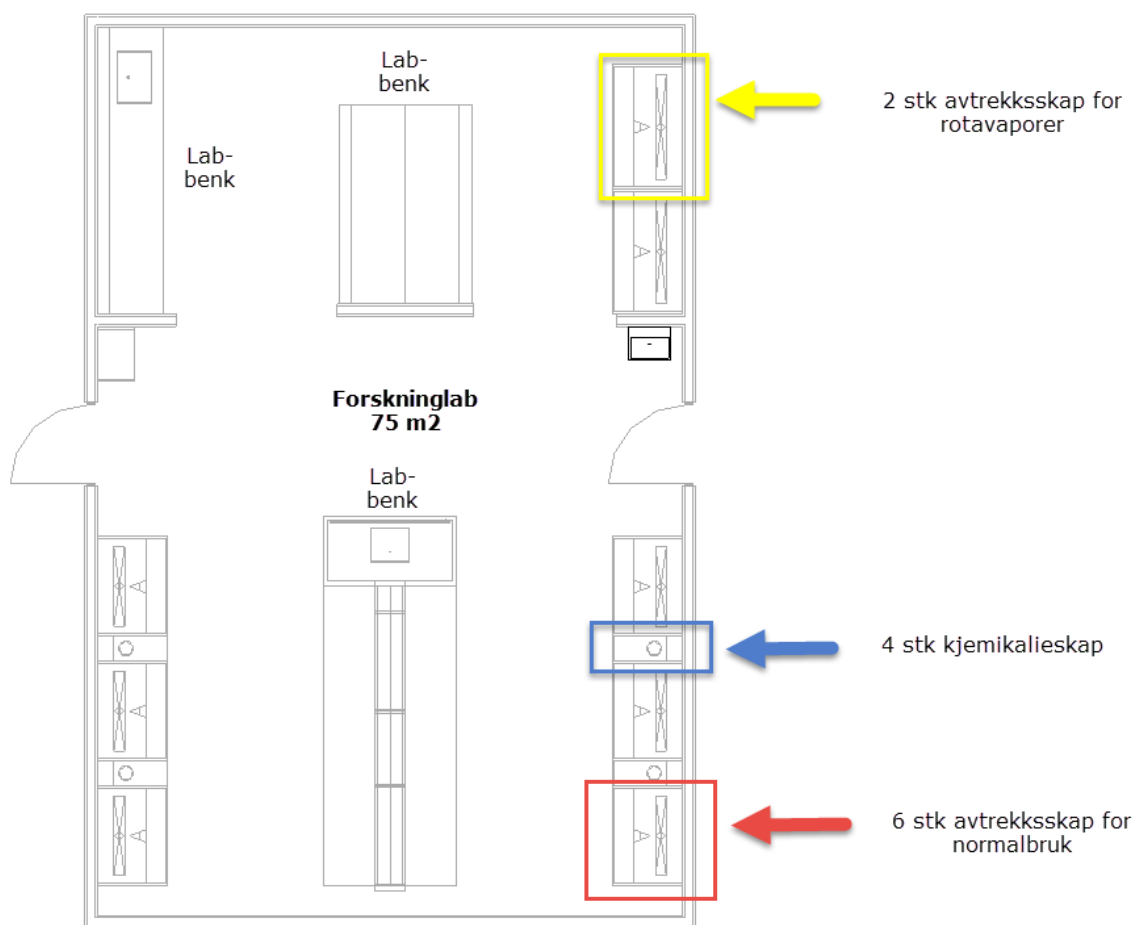 Lab-
benk
2 stk avtrekksskap for
rotavaporer
Lab-
benk
Forskninglab
75 m2
Lab-
benk
4 stk kjemikalieskap
6 stk avtrekksskap for
normalbruk